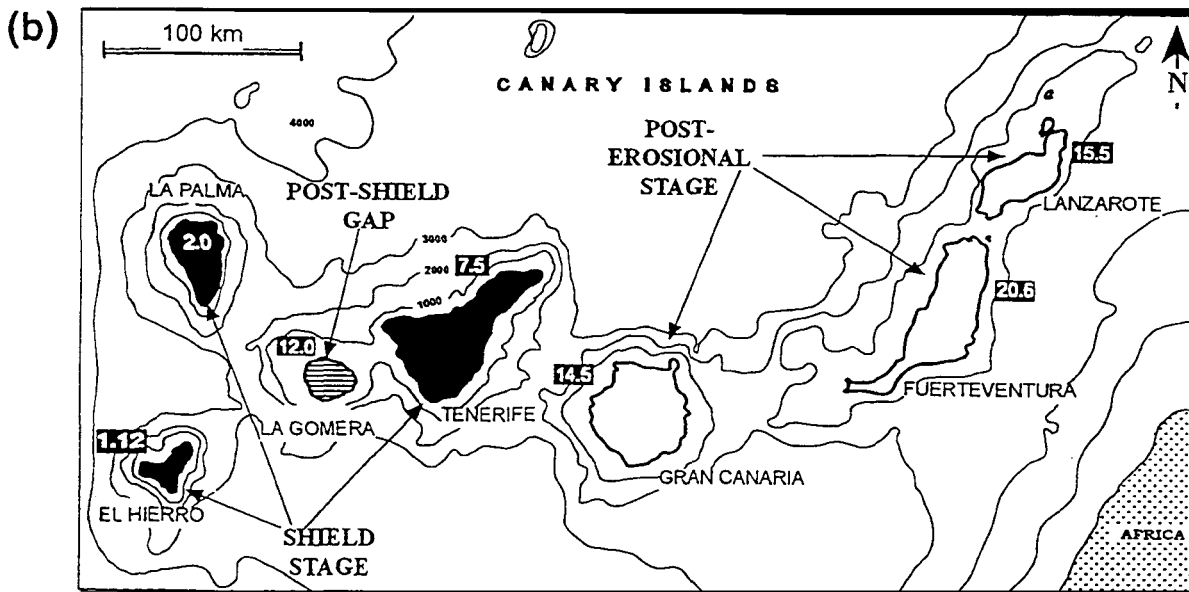 (b)
100 km
N
CANARY ISLANDS
4000
POST-
EROSIONAL
STAGE
15.5
LA PALMA
POST-SHIELD
GAP
LANZAROTE
2.0
3000
2000
7.5
1000
20.6
12.0
14.5
FUERTEVENTURA
LA GOMERA
TENERIFE
1.12
GRAN CANARIA
EL HIERRO
SHIELD
STAGE
AFRICA